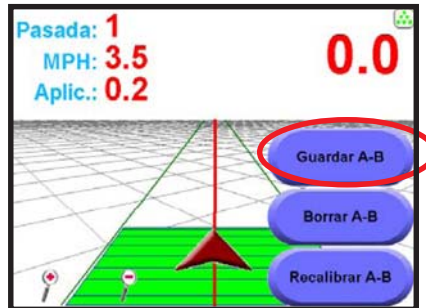 Pasada: 1
MPH: 3.5
Aplic.: 0.2
0.0
Guardar A-B
Borrar A-B
Recalibrar A-B